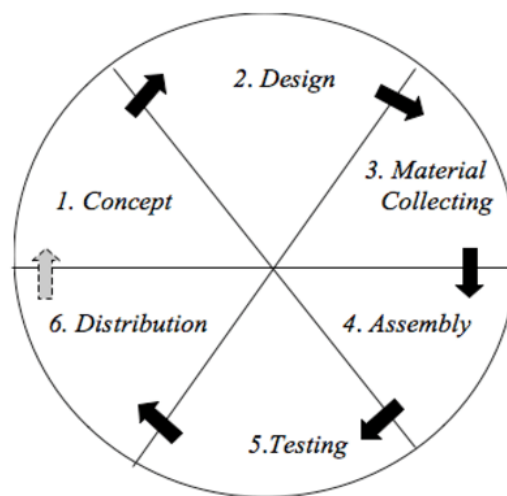 1. Concept
2. Design
3. Material
Collecting
4. Assembly
5.Testing
6. Distribution